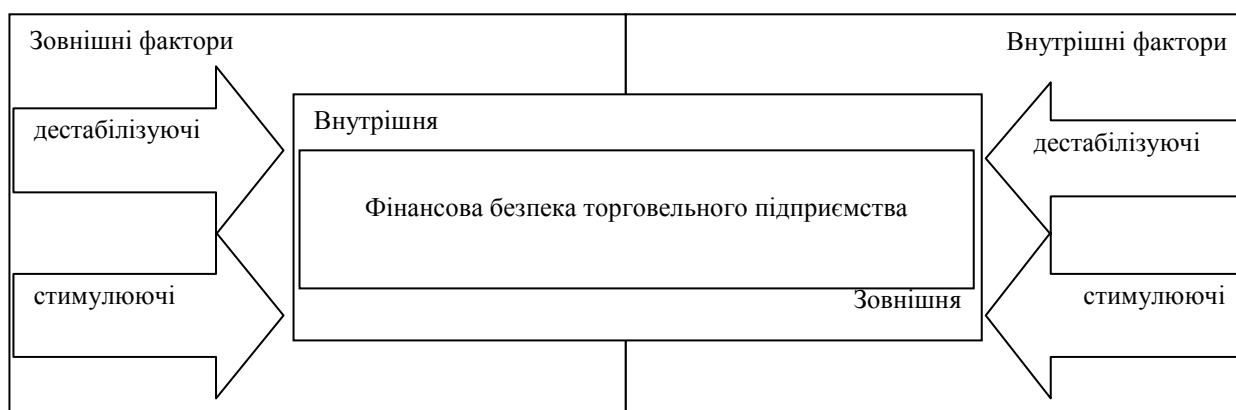 Зовнішні фактори
Внутрішні фактори
дестабілізуючі
Внутрішня
дестабілізуючі
Фінансова безпека торговельного підприємства
стимулюючі
Зовнішня
стимулюючі